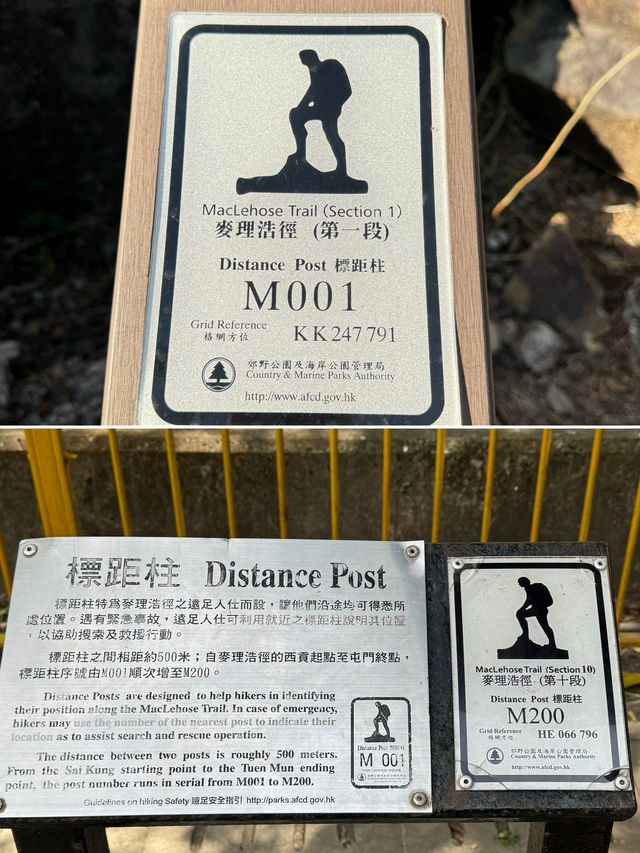 MacLehose Trail (Section 1)
麥理浩徑 (第一段)
Distance Post 標距柱
M001
Grid Reference
格網方位
KK 247 791
郊野公園及海岸公園管理局
Country & Marine Parks Authority
http://www.afcd.gov.hk
標距柱 Distance Post
標距柱特為麥理浩徑之遠足人仕而設，讓他們沿途均可得悉所
處位置。遇有緊急事故，遠足人仕可利用就近之標距柱說明其位置
，以協助搜索及救援行動。
標距柱之間相距約500米；自麥理浩徑的西貢起點至屯門終點，
標距柱序號由M001順次增至M200。
Distance Posts are designed to help hikers in identifying
their position along the MacLehose Trail. In case of emergency,
hikers may use the number of the nearest post to indicate their
location as to assist search and rescue operation.
The distance between two posts is roughly 500 meters.
From the Sai Kung starting point to the Tuen Mun ending
point, the post number runs in serial from M001 to M200.
Guidelines on hiking Safety 遠足安全指引 http://parks.afcd.gov.hk
Distance Post 標距柱
M 001
MacLehose Trail (Section 10)
麥理浩徑 (第十段)
Distance Post 標距柱
M200
Grid Reference
格網方位
HE 066 796
郊野公園及海岸公園管理局
Country & Marine Parks Authority
http://www.afcd.gov.hk